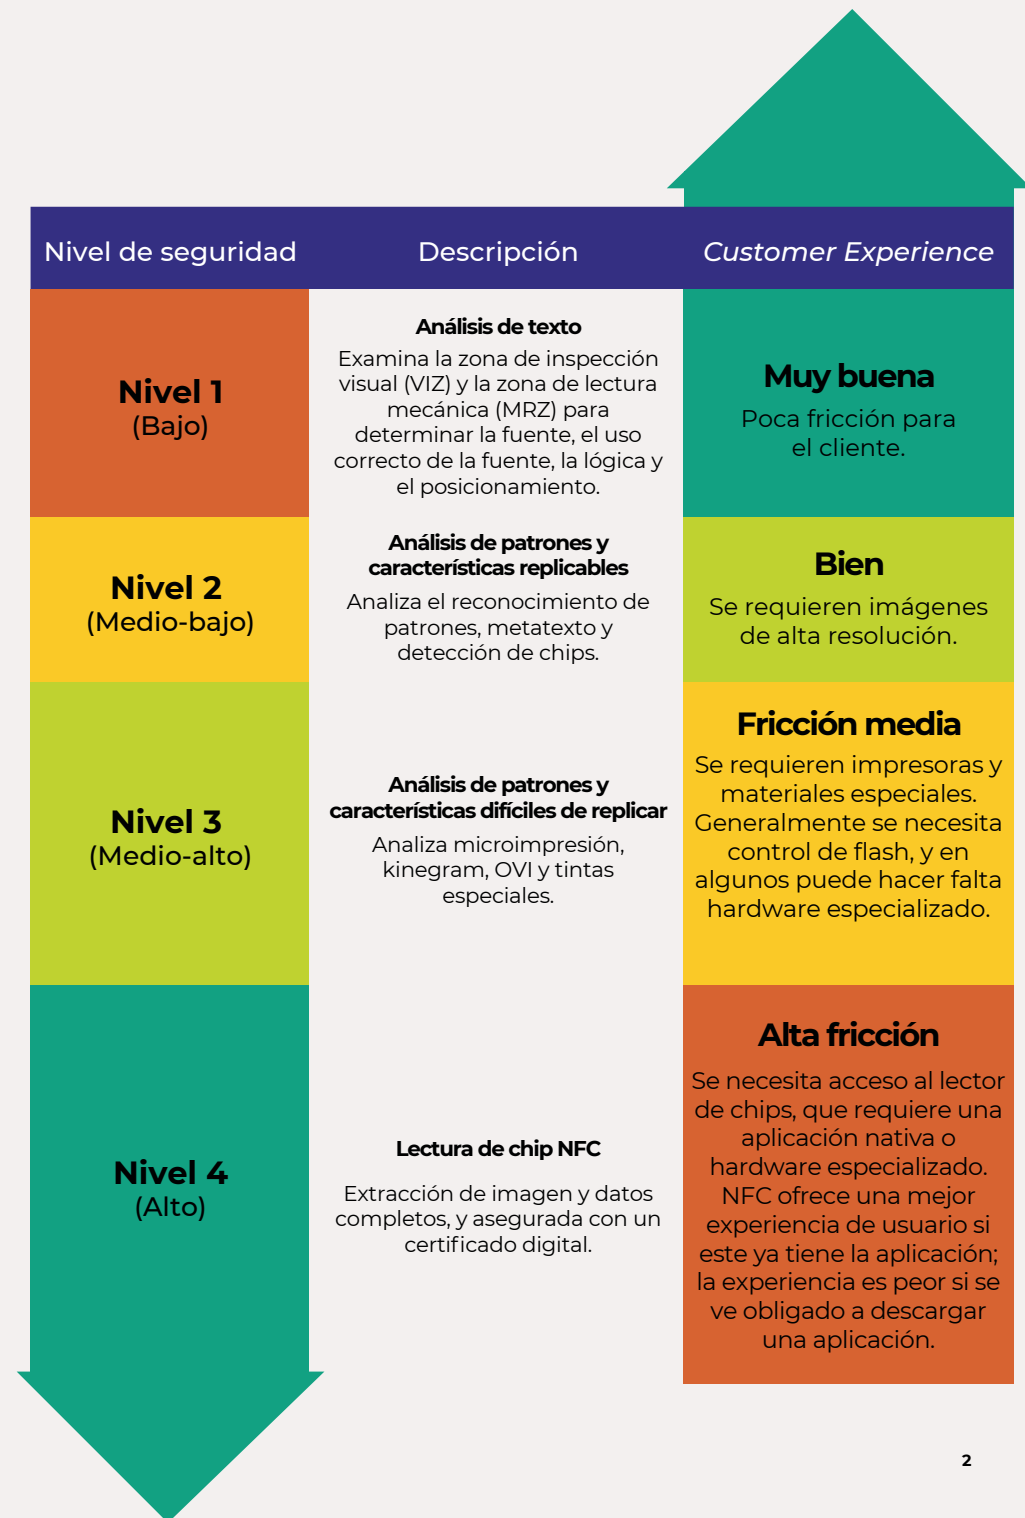 Nivel de seguridad
Descripción
Customer Experience
Nivel 1
(Bajo)
Análisis de texto
Examina la zona de inspección
visual (VIZ) y la zona de lectura
mecánica (MRZ) para
determinar la fuente, el uso
correcto de la fuente, la lógica y
el posicionamiento.
Muy buena
Poca fricción para
el cliente.
Nivel 2
(Medio-bajo)
Análisis de patrones y
características replicables
Analiza el reconocimiento de
patrones, metatexto y
detección de chips.
Bien
Se requieren imágenes
de alta resolución.
Nivel 3
(Medio-alto)
Análisis de patrones y
características difíciles de replicar
Analiza microimpresión,
kinegram, OVI y tintas
especiales.
Fricción media
Se requieren impresoras y
materiales especiales.
Generalmente se necesita
control de flash, y en
algunos puede hacer falta
hardware especializado.
Nivel 4
(Alto)
Lectura de chip NFC
Extracción de imagen y datos
completos, y asegurada con un
certificado digital.
Alta fricción
Se necesita acceso al lector
de chips, que requiere una
aplicación nativa o
hardware especializado.
NFC ofrece una mejor
experiencia de usuario si
este ya tiene la aplicación;
la experiencia es peor si se
ve obligado a descargar
una aplicación.
2